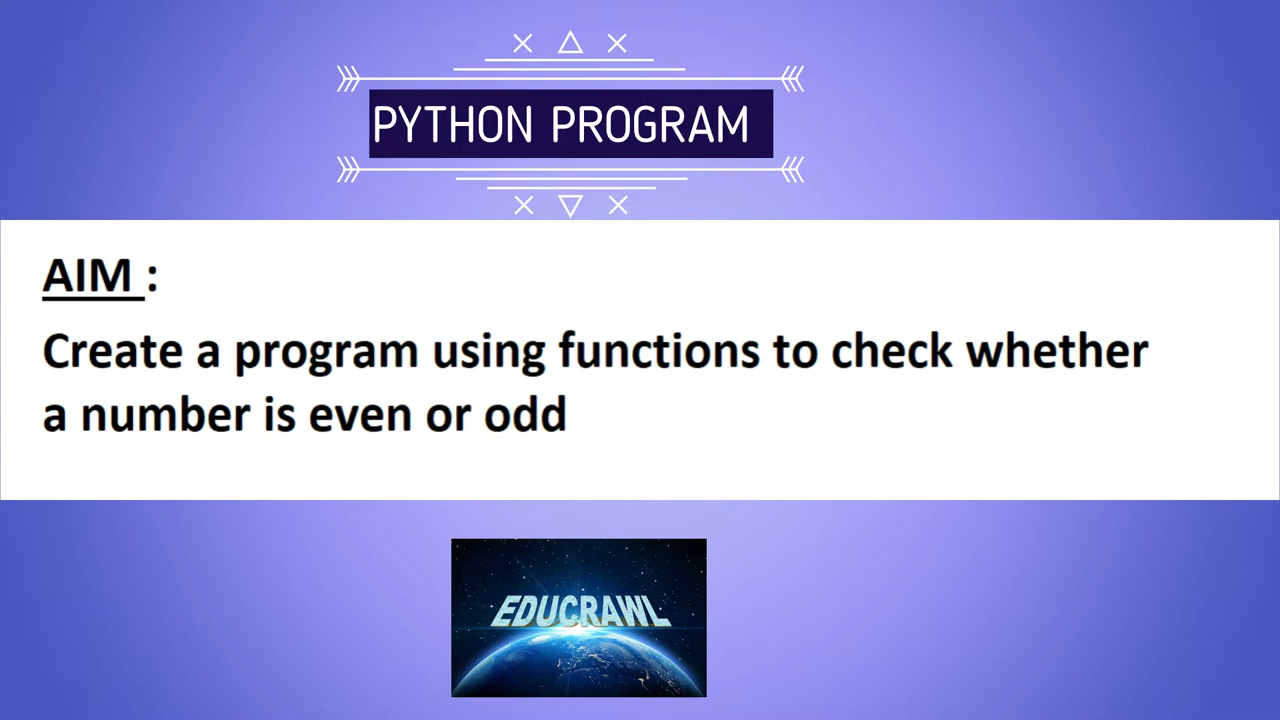 PYTHON PROGRAM
AIM :
Create a program using functions to check whether
a number is even or odd
EDUCRAWL